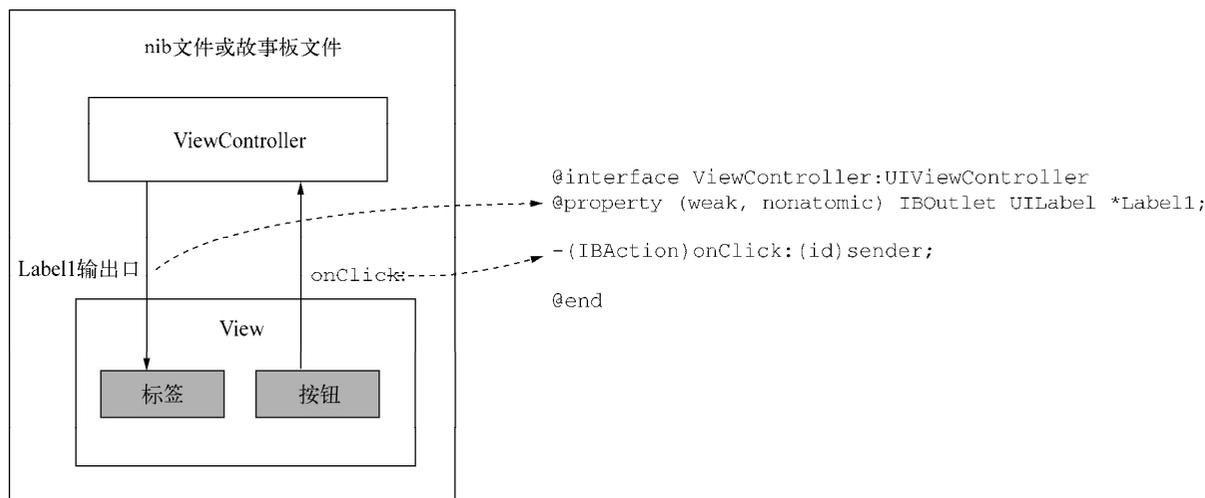 nib文件或故事板文件
ViewController
Label1输出口
onClick:
View
标签
按钮
@interface ViewController:UIViewController
@property (weak, nonatomic) IBOutlet UILabel *Label1;
-(IBAction)onClick:(id)sender;
@end